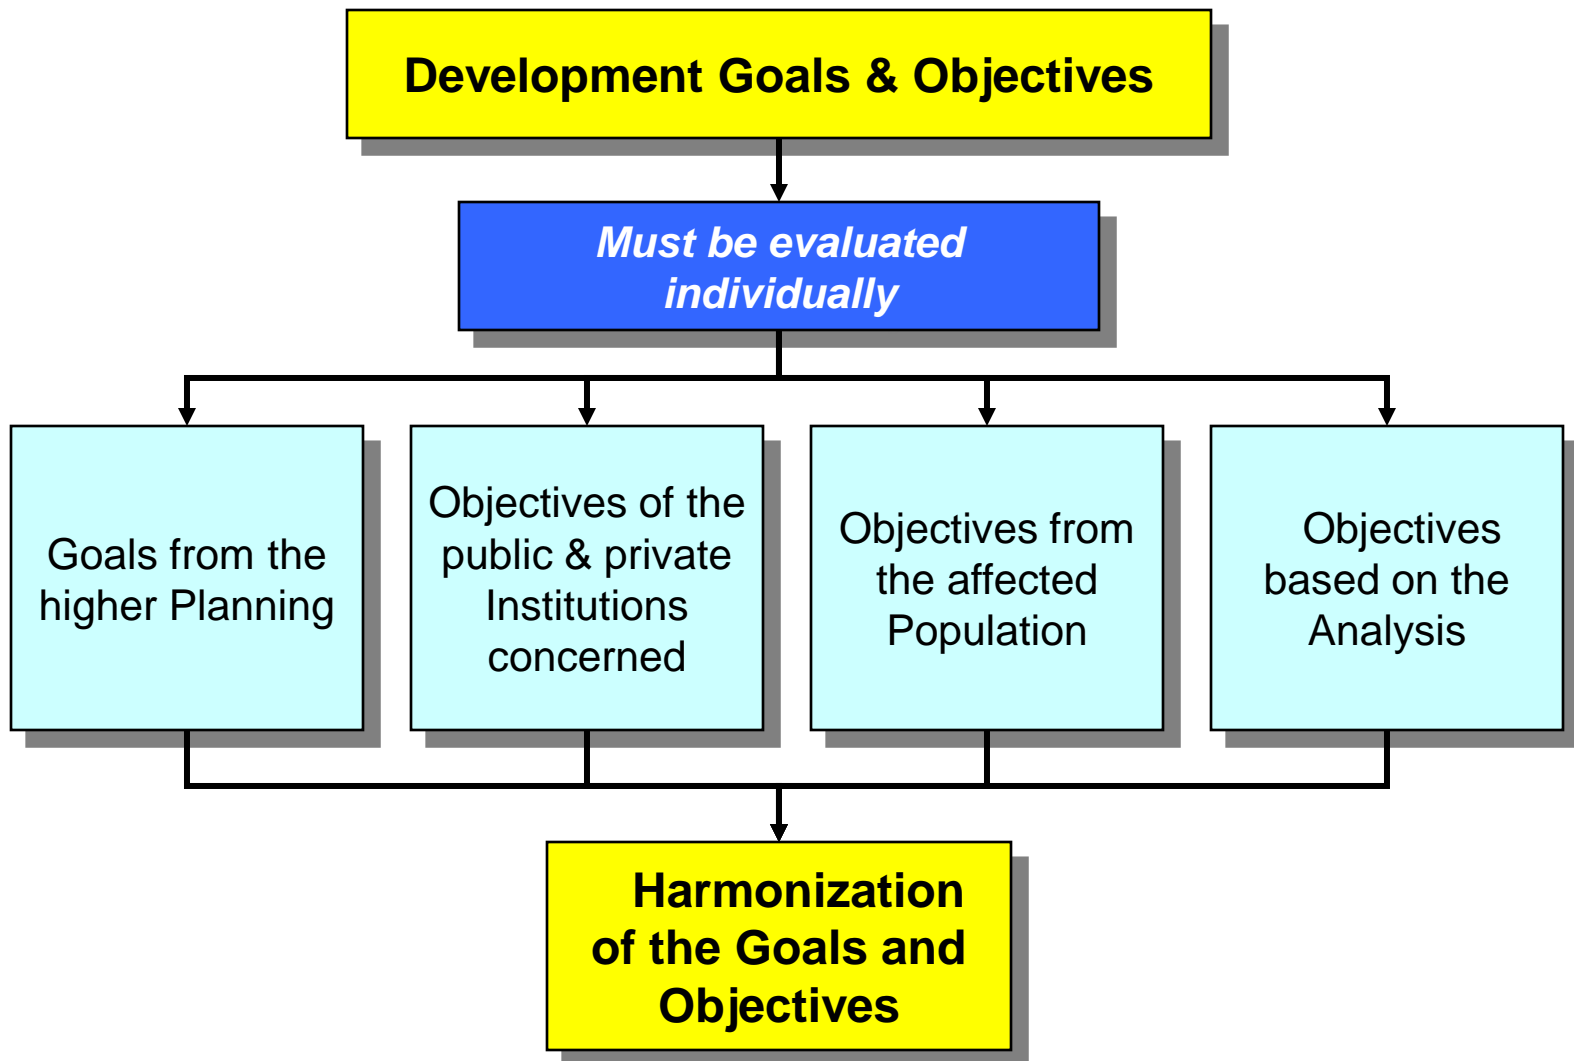 Development Goals & Objectives
Must be evaluated
individually
Goals from the
higher Planning
Objectives of the
public & private
Institutions
concerned
Objectives from
the affected
Population
Objectives
based on the
Analysis
Harmonization
of the Goals and
Objectives